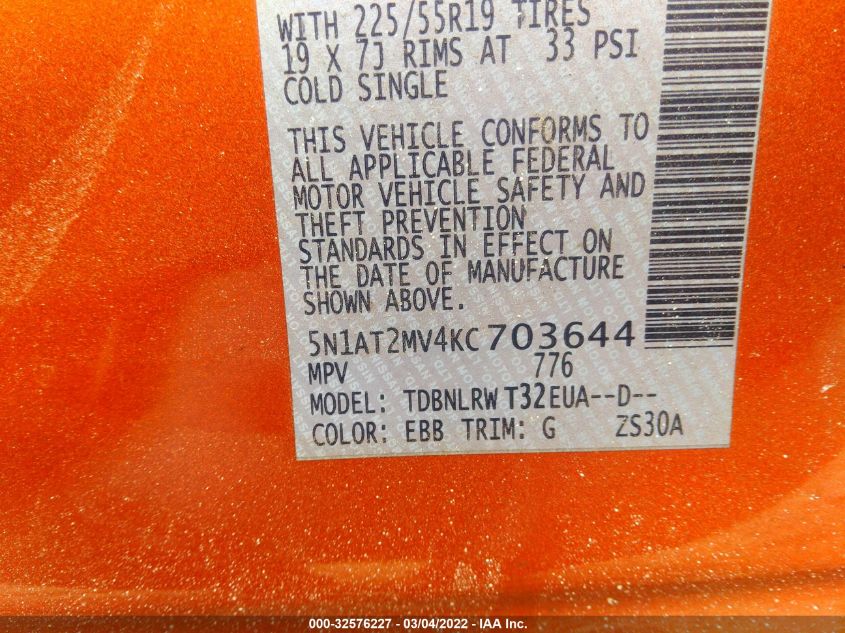 WITH 225/55R19 TIRES
19 X 7J RIMS AT 33 PSI
COLD SINGLE
THIS VEHICLE CONFORMS TO
ALL APPLICABLE FEDERAL
MOTOR VEHICLE SAFETY AND
THEFT PREVENTION
STANDARDS IN EFFECT ON
THE DATE OF MANUFACTURE
SHOWN ABOVE.
5N1AT2MV4KC703644
MPV 776
MODEL: TDBNLRW T32EUA--D--
COLOR: EBB TRIM: G ZS30A
000-32576227 - 03/04/2022 - IAA Inc.